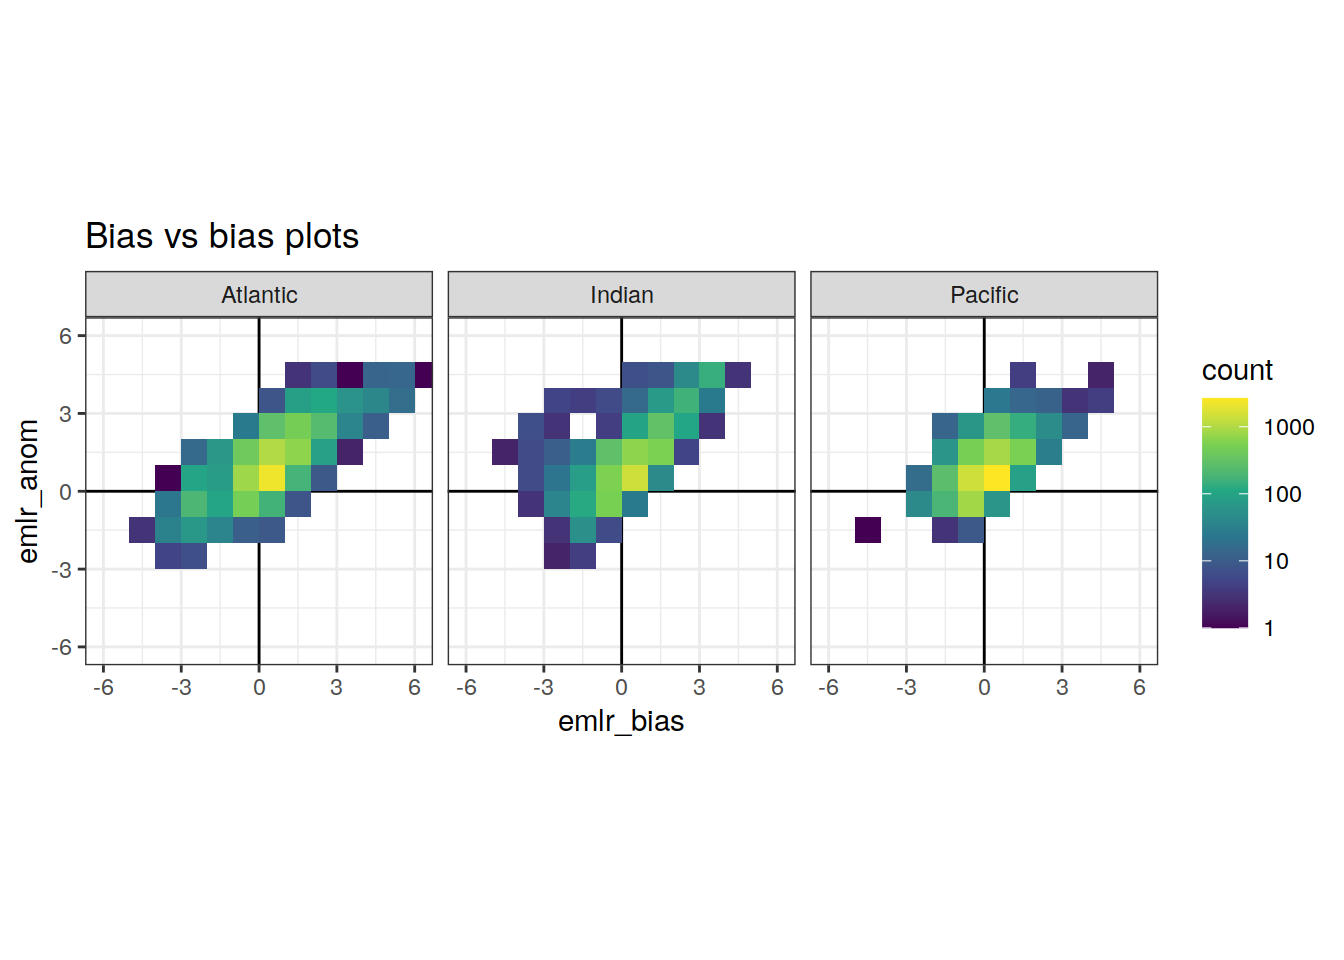 Bias vs bias plots
Atlantic
Indian
Pacific
6
3
0
-3
-6
emlr_anom
-6 -3 0 3 6
-6 -3 0 3 6
-6 -3 0 3 6
emlr_bias
count
1000
100
10
1